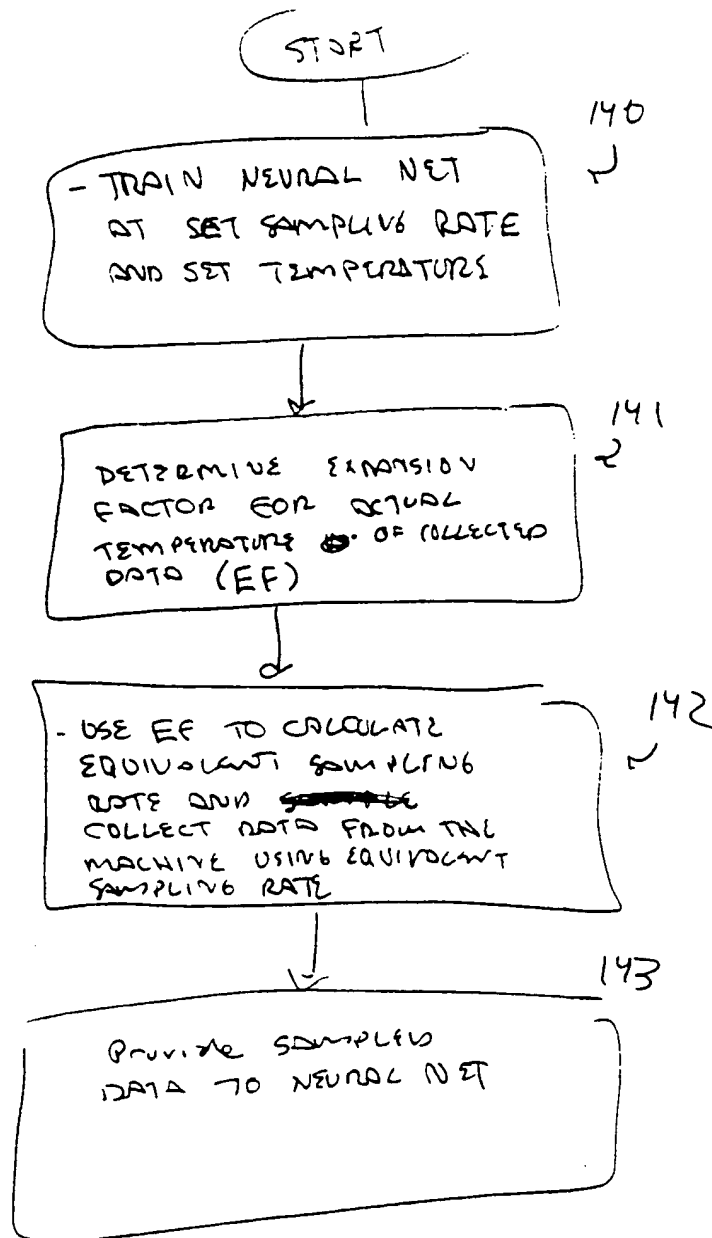 START
140
- TRAIN NEURAL NET
AT SET SAMPLING RATE
AND SET TEMPERATURE
141
DETERMINE EXPANSION
FACTOR FOR ACTUAL
TEMPERATURE OF COLLECTED
DATA (EF)
142
- USE EF TO CALCULATE
EQUIVALENT SAMPLING
RATE AND
COLLECT DATA FROM THE
MACHINE USING EQUIVALENT
SAMPLING RATE
143
Provide SAMPLED
DATA TO NEURAL NET